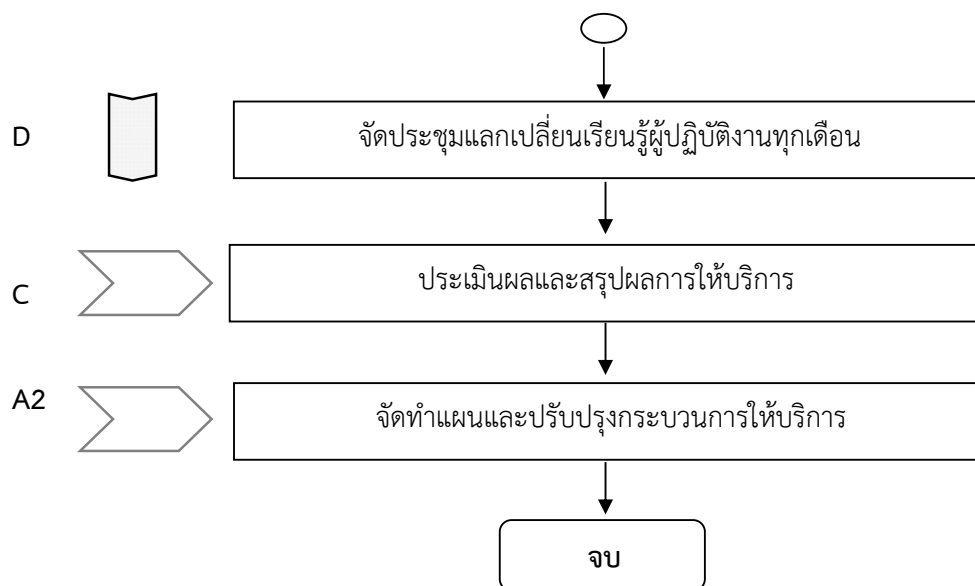 D
จัดประชุมแลกเปลี่ยนเรียนรู้ผู้ปฏิบัติงานทุกเดือน
C
ประเมินผลและสรุปผลการให้บริการ
A2
จัดทำแผนและปรับปรุงกระบวนการให้บริการ
จบ